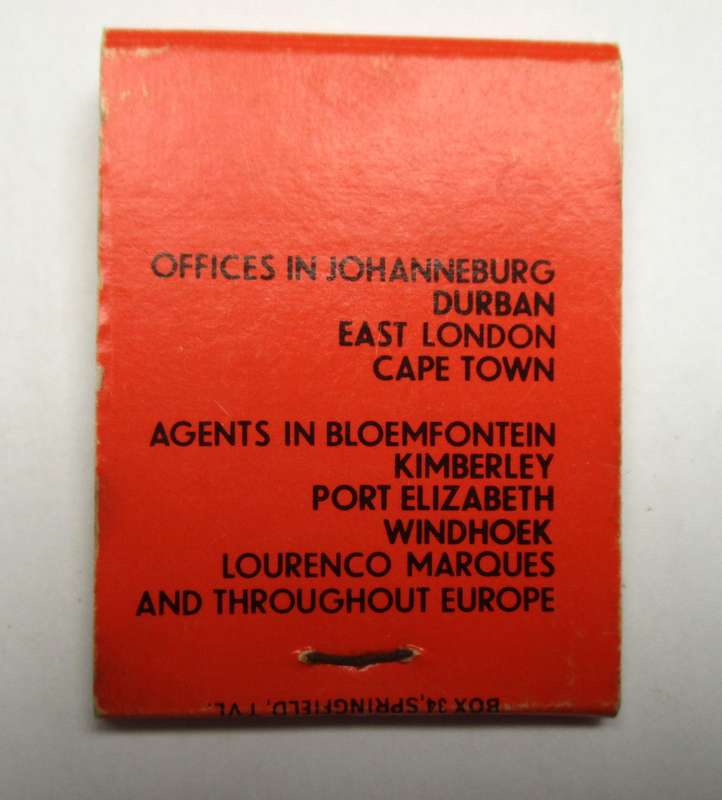 OFFICES IN JOHANNEBURG
DURBAN
EAST LONDON
CAPE TOWN
AGENTS IN BLOEMFONTEIN
KIMBERLEY
PORT ELIZABETH
WINDHOEK
LOURENCO MARQUES
AND THROUGHOUT EUROPE
BOX 34, SPRINGFIELD, TVL.